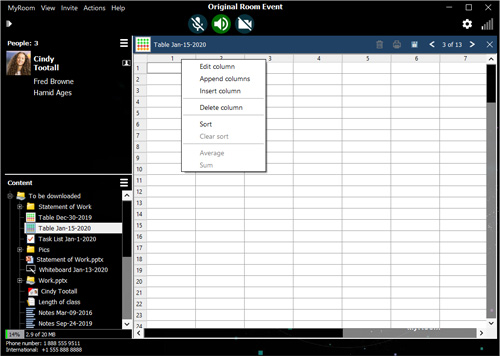 MyRoom View Invite Actions Help
Original Room Event
People: 3
Cindy
Tootall
Fred Browne
Hamid Ages
Table Jan-15-2020
3 of 13
1 2 3 4 5 6 7
1
2
3
4
5
6
7
8
9
10
11
12
13
14
15
16
17
18
19
20
21
22
23
24
Edit column
Append columns
Insert column
Delete column
Sort
Clear sort
Average
Sum
Content
To be downloaded
Statement of Work
Table Dec-30-2019
Table Jan-15-2020
Task List Jan-1-2020
Pics
Statement of Work.pptx
Whiteboard Jan-13-2020
Work.pptx
Cindy Tootall
Length of class
Notes Mar-09-2016
Notes Sep-24-2019
14% 2.9 of 20 MB
Phone number: 1 888 555 9511
International: +1 555 888 8888